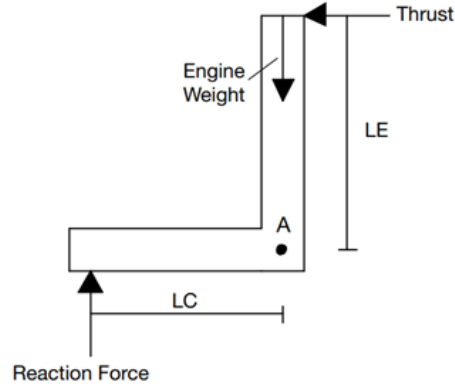 Thrust
Engine
Weight
LE
A
LC
Reaction Force